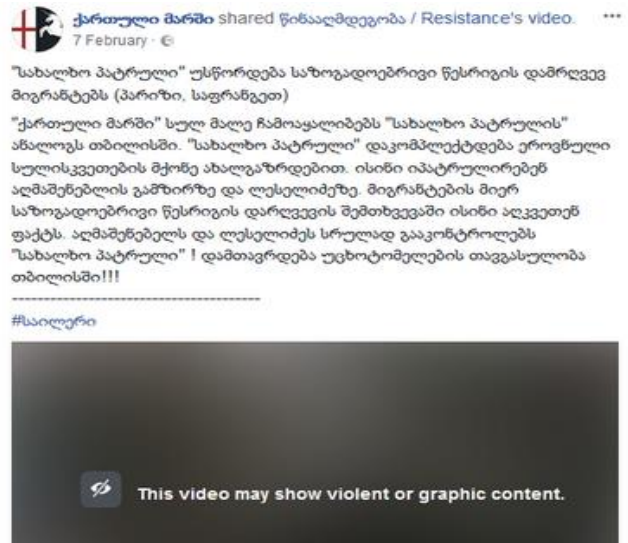 ქართული მარში shared წინააღმდეგობა / Resistance's video.
7 February
"სახალხო პატრული" უსწორდება საზოგადოებრივი წესრიგის დამრღვევ
მიგრანტებს (პარიზი, საფრანგეთი)
"ქართული მარში" სულ მალე ჩამოაყალიბებს "სახალხო პატრულის"
ანალოგს თბილისში. "სახალხო პატრული" დაკომპლექტდება ეროვნული
სულისკვეთების მქონე ახალგაზრდებით. ისინი იპატრულირებენ
აღმაშენებლის გამზირზე და ლესელიძეზე. მიგრანტების მიერ
საზოგადოებრივი წესრიგის დარღვევის შემთხვევაში ისინი აღკვეთენ
ფაქტს. აღმაშენებელს და ლესელიძეს სრულად გააკონტროლებს
"სახალხო პატრული" ! დამთავრდება უცხოტომელების თავგასულობა
თბილისში!!!
---------------------------------------
#საილერი
This video may show violent or graphic content.